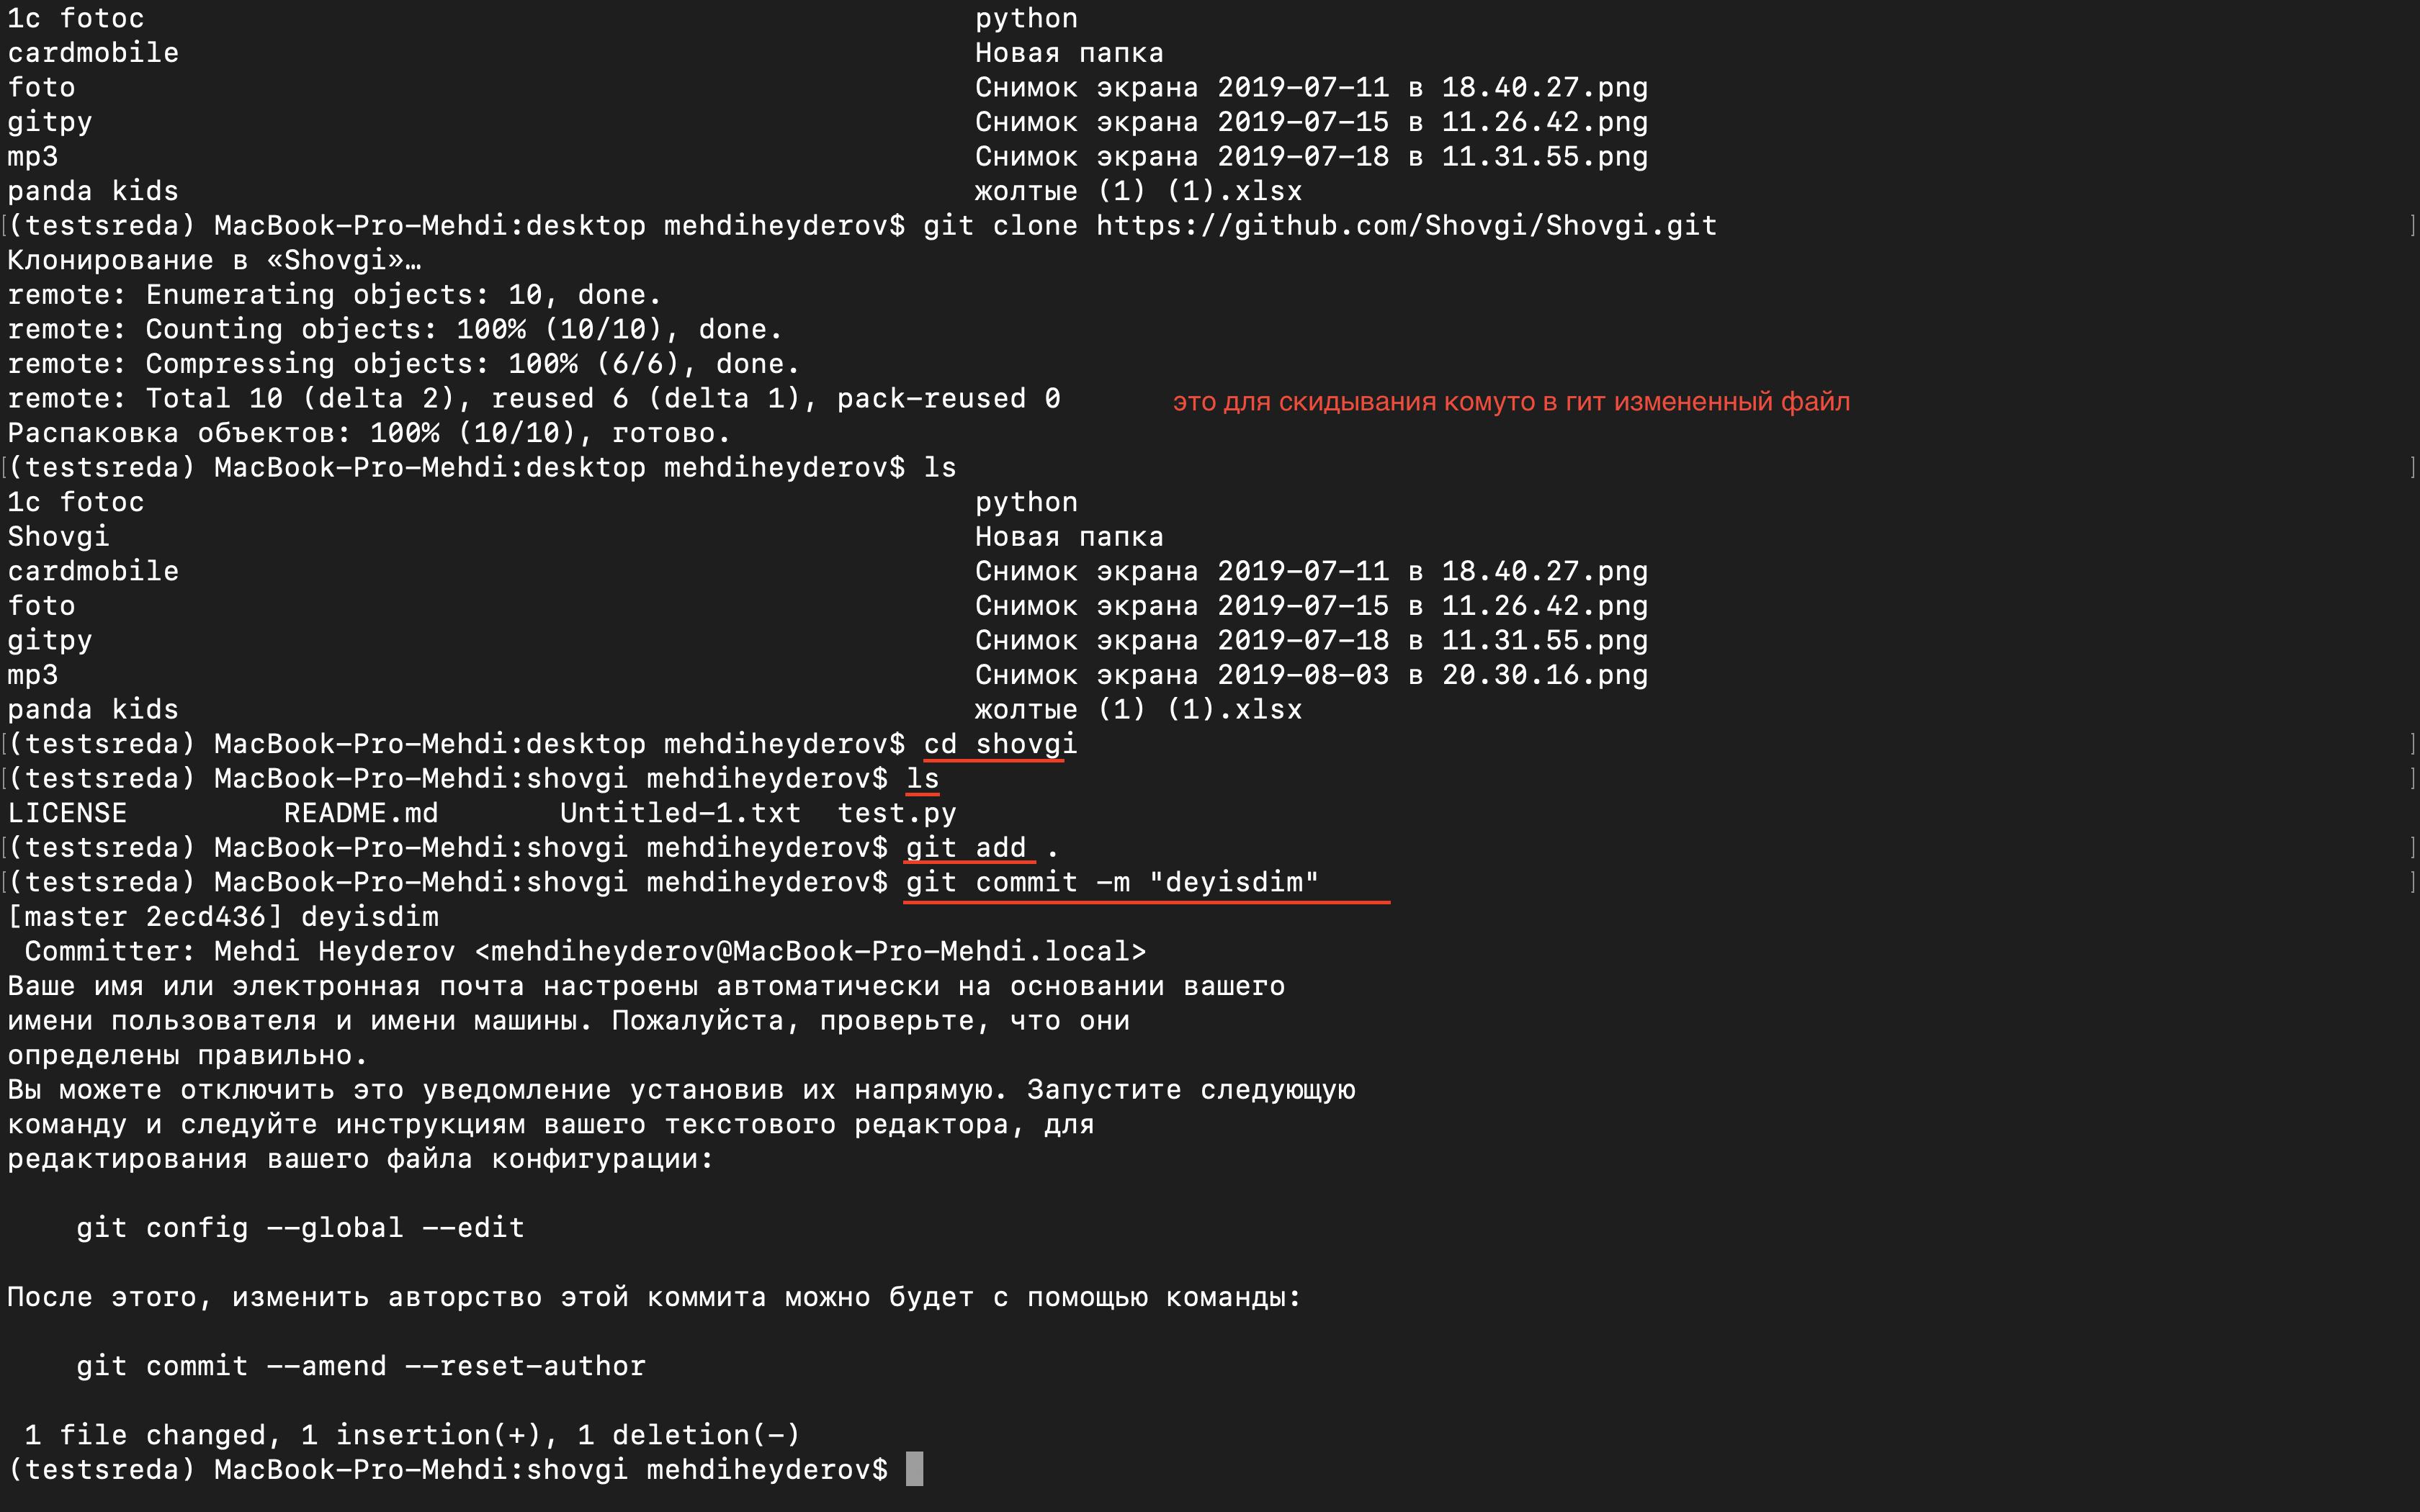 1c fotoc python
cardmobile Новая папка
foto Снимок экрана 2019-07-11 в 18.40.27.png
gitpy Снимок экрана 2019-07-15 в 11.26.42.png
mp3 Снимок экрана 2019-07-18 в 11.31.55.png
panda kids жолтые (1) (1).xlsx
[(testsreda) MacBook-Pro-Mehdi:desktop mehdiheyderov$ git clone https://github.com/Shovgi/Shovgi.git ]
Клонирование в «Shovgi»…
remote: Enumerating objects: 10, done.
remote: Counting objects: 100% (10/10), done.
remote: Compressing objects: 100% (6/6), done.
remote: Total 10 (delta 2), reused 6 (delta 1), pack-reused 0 это для скидывания комуто в гит измененный файл
Распаковка объектов: 100% (10/10), готово.
[(testsreda) MacBook-Pro-Mehdi:desktop mehdiheyderov$ ls ]
1c fotoc python
Shovgi Новая папка
cardmobile Снимок экрана 2019-07-11 в 18.40.27.png
foto Снимок экрана 2019-07-15 в 11.26.42.png
gitpy Снимок экрана 2019-07-18 в 11.31.55.png
mp3 Снимок экрана 2019-08-03 в 20.30.16.png
panda kids жолтые (1) (1).xlsx
[(testsreda) MacBook-Pro-Mehdi:desktop mehdiheyderov$ cd shovgi ]
[(testsreda) MacBook-Pro-Mehdi:shovgi mehdiheyderov$ ls ]
LICENSE README.md Untitled-1.txt test.py
[(testsreda) MacBook-Pro-Mehdi:shovgi mehdiheyderov$ git add . ]
[(testsreda) MacBook-Pro-Mehdi:shovgi mehdiheyderov$ git commit -m "deyisdim" ]
[master 2ecd436] deyisdim
Committer: Mehdi Heyderov <mehdiheyderov@MacBook-Pro-Mehdi.local>
Ваше имя или электронная почта настроены автоматически на основании вашего
имени пользователя и имени машины. Пожалуйста, проверьте, что они
определены правильно.
Вы можете отключить это уведомление установив их напрямую. Запустите следующую
команду и следуйте инструкциям вашего текстового редактора, для
редактирования вашего файла конфигурации:
git config --global --edit
После этого, изменить авторство этой коммита можно будет с помощью команды:
git commit --amend --reset-author
1 file changed, 1 insertion(+), 1 deletion(-)
(testsreda) MacBook-Pro-Mehdi:shovgi mehdiheyderov$